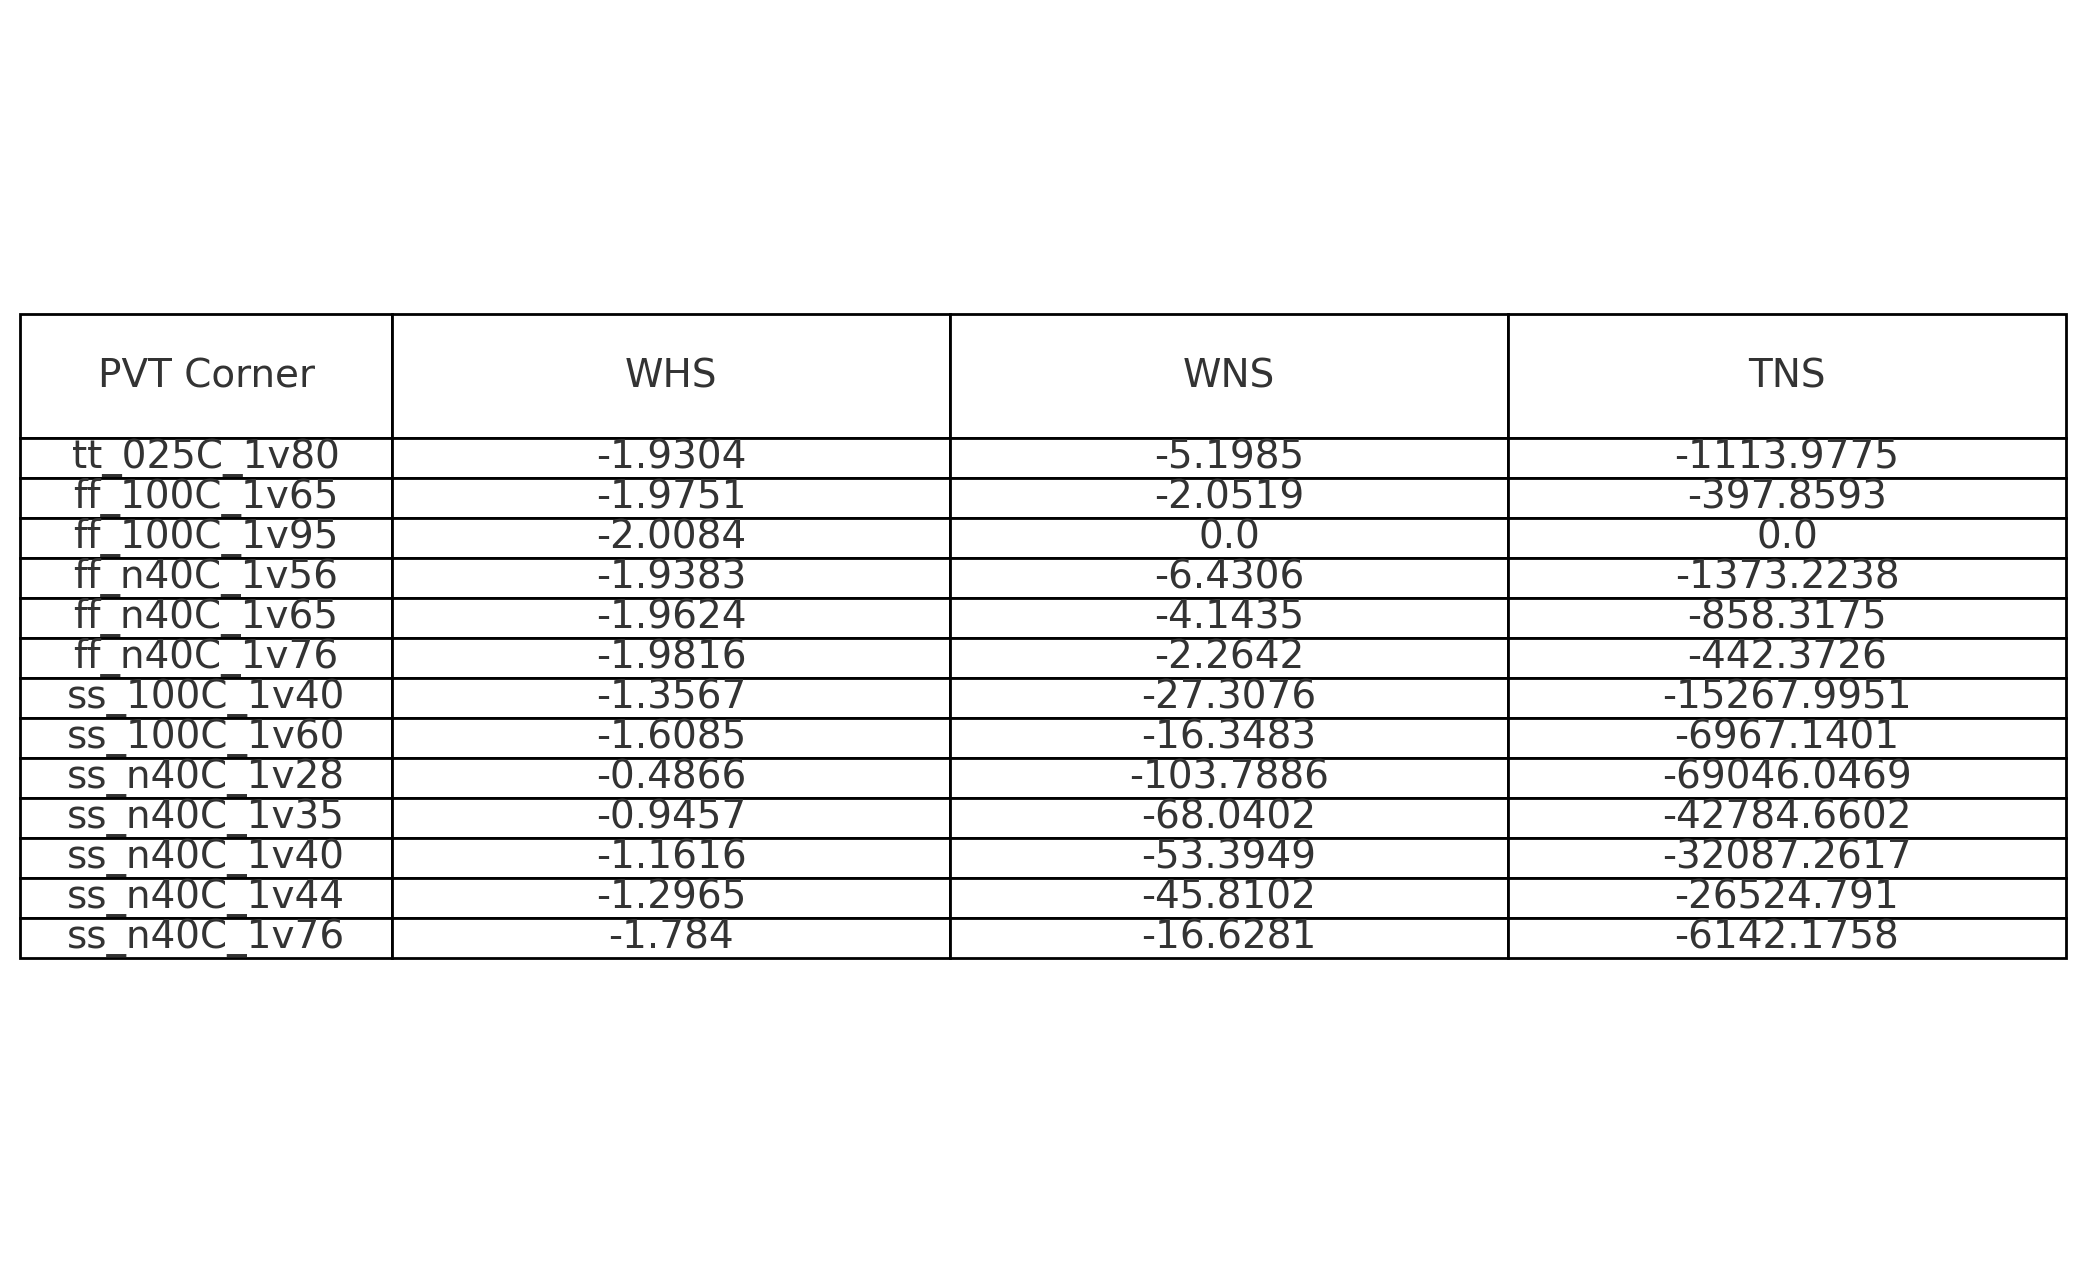 PVT Corner WHS WNS TNS
tt_025C_1v80 -1.9304 -5.1985 -1113.9775
ff_100C_1v65 -1.9751 -2.0519 -397.8593
ff_100C_1v95 -2.0084 0.0 0.0
ff_n40C_1v56 -1.9383 -6.4306 -1373.2238
ff_n40C_1v65 -1.9624 -4.1435 -858.3175
ff_n40C_1v76 -1.9816 -2.2642 -442.3726
ss_100C_1v40 -1.3567 -27.3076 -15267.9951
ss_100C_1v60 -1.6085 -16.3483 -6967.1401
ss_n40C_1v28 -0.4866 -103.7886 -69046.0469
ss_n40C_1v35 -0.9457 -68.0402 -42784.6602
ss_n40C_1v40 -1.1616 -53.3949 -32087.2617
ss_n40C_1v44 -1.2965 -45.8102 -26524.791
ss_n40C_1v76 -1.784 -16.6281 -6142.1758